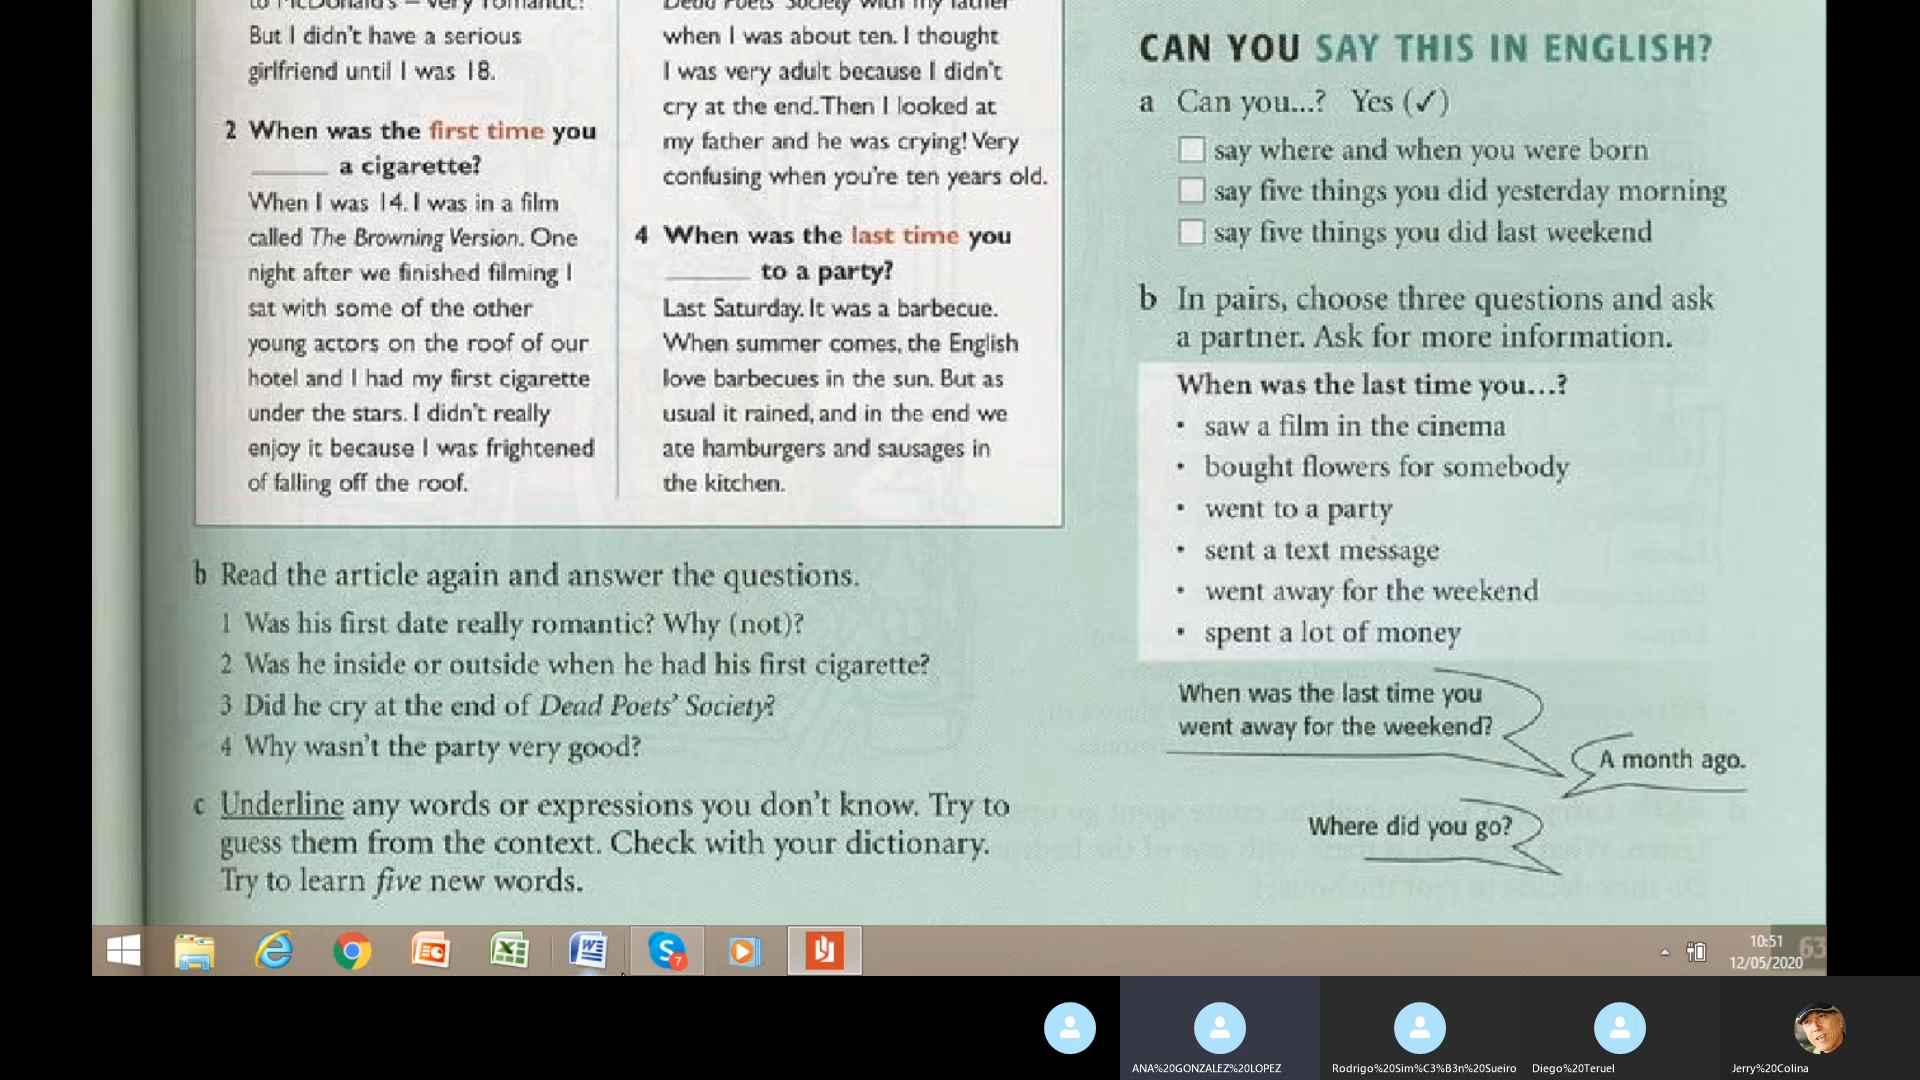 to McDonald's – very romantic!
But I didn't have a serious
girlfriend until I was 18.
2 When was the first time you
______ a cigarette?
When I was 14. I was in a film
called The Browning Version. One
night after we finished filming I
sat with some of the other
young actors on the roof of our
hotel and I had my first cigarette
under the stars. I didn't really
enjoy it because I was frightened
of falling off the roof.
Dead Poets' Society with my father
when I was about ten. I thought
I was very adult because I didn't
cry at the end. Then I looked at
my father and he was crying! Very
confusing when you're ten years old.
4 When was the last time you
______ to a party?
Last Saturday. It was a barbecue.
When summer comes, the English
love barbecues in the sun. But as
usual it rained, and in the end we
ate hamburgers and sausages in
the kitchen.
b Read the article again and answer the questions.
1 Was his first date really romantic? Why (not)?
2 Was he inside or outside when he had his first cigarette?
3 Did he cry at the end of Dead Poets' Society?
4 Why wasn't the party very good?
c Underline any words or expressions you don't know. Try to
guess them from the context. Check with your dictionary.
Try to learn five new words.
CAN YOU SAY THIS IN ENGLISH?
a Can you...? Yes (✓)
say where and when you were born
say five things you did yesterday morning
say five things you did last weekend
b In pairs, choose three questions and ask
a partner. Ask for more information.
When was the last time you...?
• saw a film in the cinema
• bought flowers for somebody
• went to a party
• sent a text message
• went away for the weekend
• spent a lot of money
When was the last time you
went away for the weekend?
A month ago.
Where did you go?
7
10:51
12/05/2020
63
ANA%20GONZALEZ%20LOPEZ
Rodrigo%20Sim%C3%B3n%20Sueiro
Diego%20Teruel
Jerry%20Colina